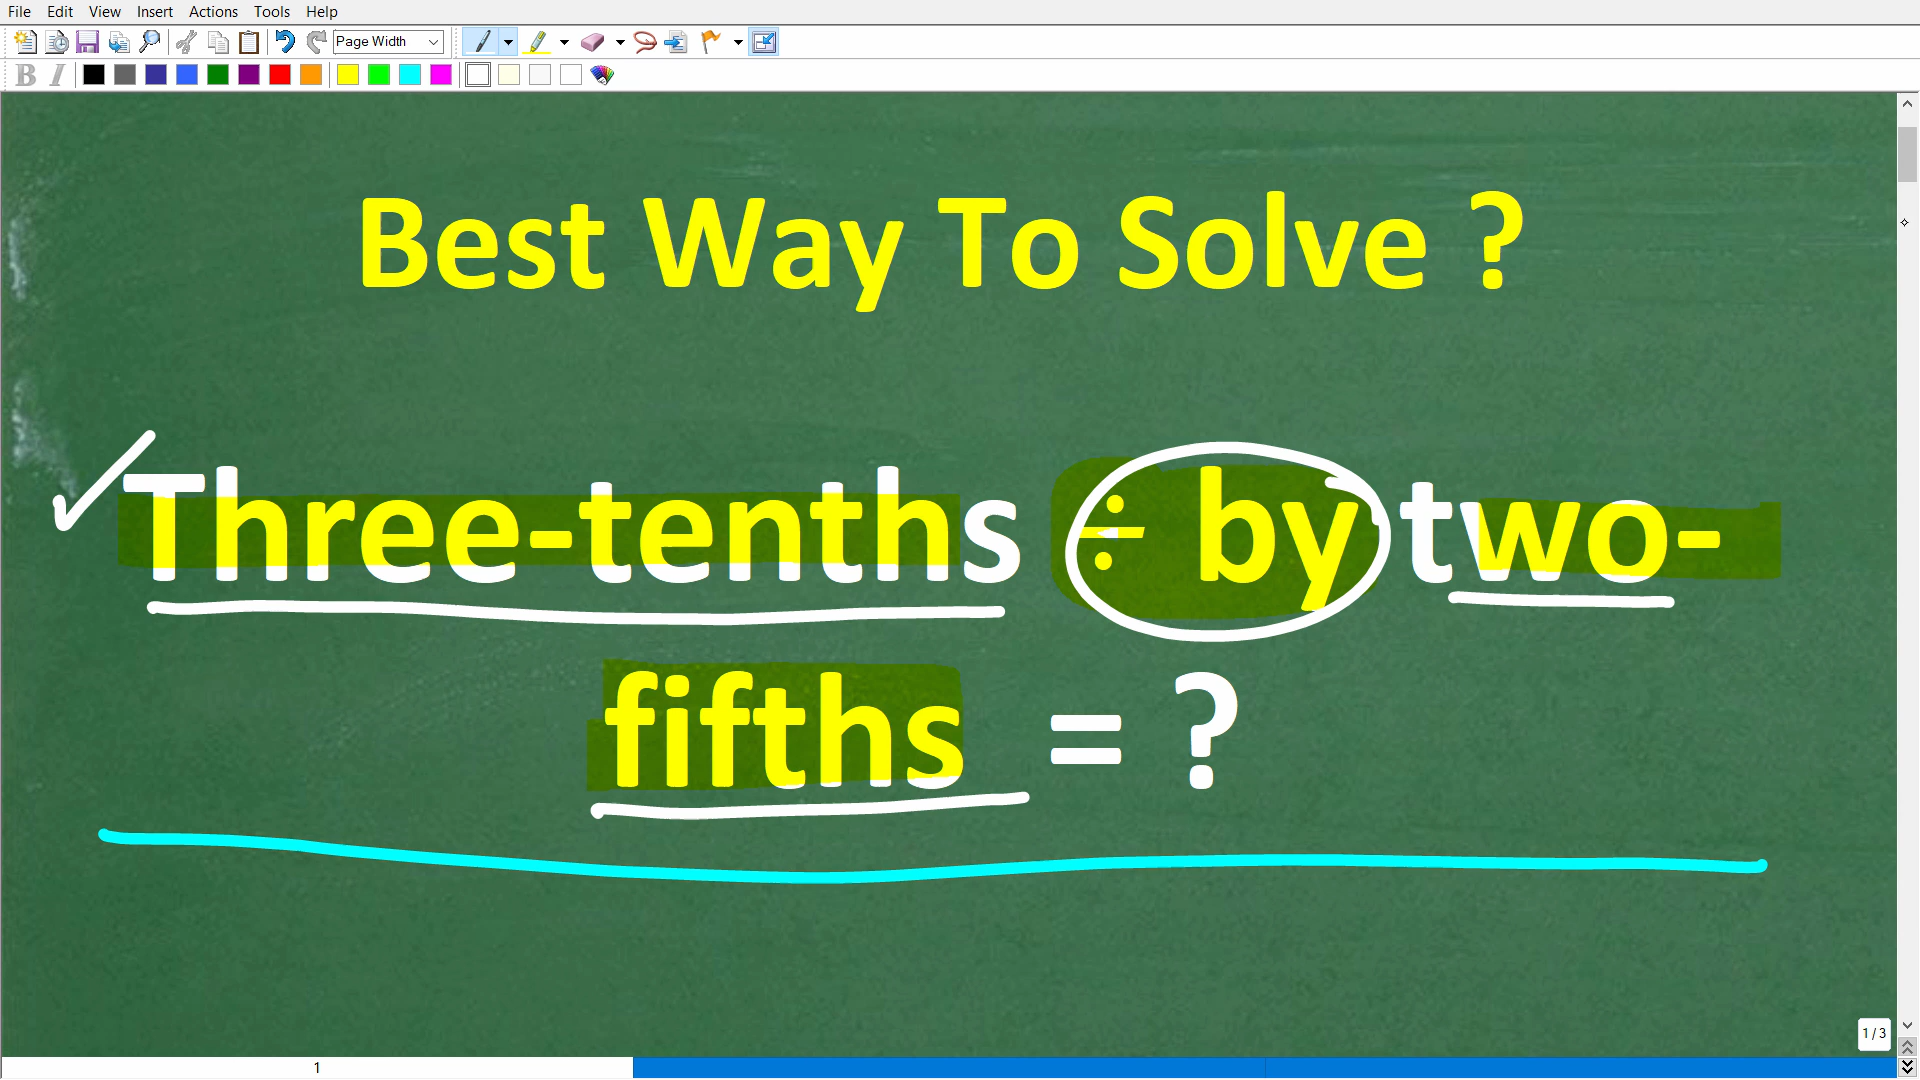 File Edit View Insert Actions Tools Help
Page Width
B I
Best Way To Solve ?
Three-tenths ÷ by two-
fifths = ?
1 / 3
1